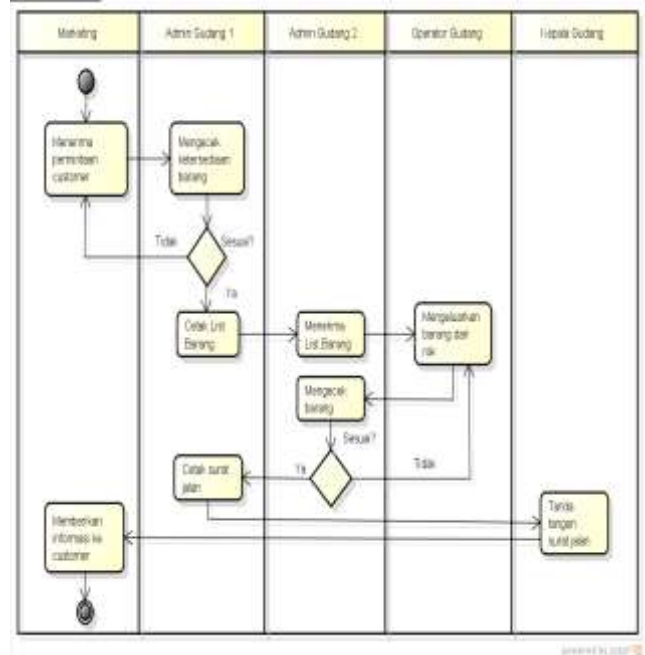 Marketing
Admin Gudang 1
Admin Gudang 2
Operator Gudang
Kepala Gudang
Menerima
permintaan
customer
Mengecek
ketersediaan
barang
Tidak
Sesuai?
Ya
Cetak List
Barang
Menerima
List Barang
Mengeluarkan
barang dari
rak
Mengecek
barang
Sesuai?
Ya
Tidak
Cetak surat
jalan
Tanda
tangan
surat jalan
Memberikan
informasi ke
customer
powered by